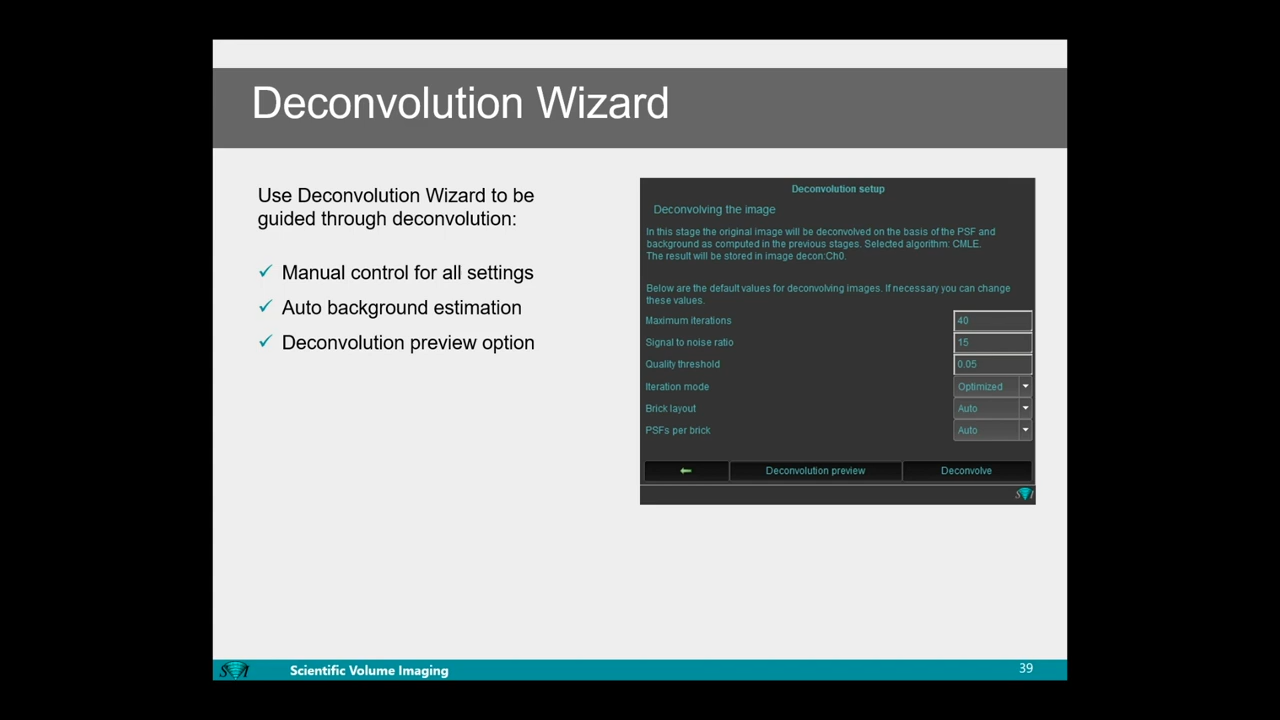 Deconvolution Wizard
Use Deconvolution Wizard to be
guided through deconvolution:
Manual control for all settings
Auto background estimation
Deconvolution preview option
Deconvolution setup
Deconvolving the image
In this stage the original image will be deconvolved on the basis of the PSF and
background as computed in the previous stages. Selected algorithm: CMLE.
The result will be stored in image decon:Ch0.
Below are the default values for deconvolving images. If necessary you can change
these values.
Maximum iterations 40
Signal to noise ratio 15
Quality threshold 0.05
Iteration mode Optimized
Brick layout Auto
PSFs per brick Auto
Deconvolution preview Deconvolve
SVI
SVI Scientific Volume Imaging 39